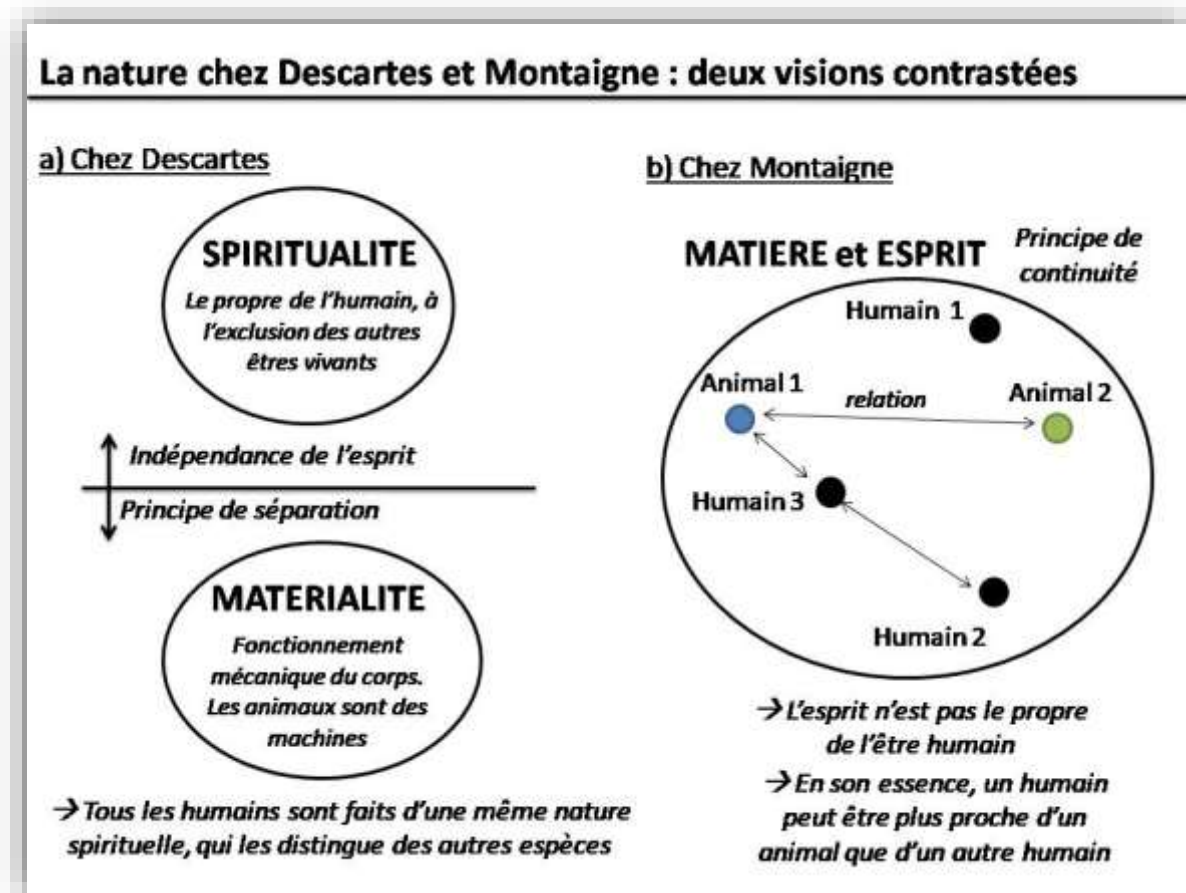 La nature chez Descartes et Montaigne : deux visions contrastées
a) Chez Descartes
SPIRITUALITE
Le propre de l'humain, à
l'exclusion des autres
êtres vivants
Indépendance de l'esprit
Principe de séparation
MATERIALITE
Fonctionnement
mécanique du corps.
Les animaux sont des
machines
→ Tous les humains sont faits d'une même nature
spirituelle, qui les distingue des autres espèces
b) Chez Montaigne
MATIERE et ESPRIT
Principe de
continuité
Humain 1
Animal 1
relation
Animal 2
Humain 3
Humain 2
→ L'esprit n'est pas le propre
de l'être humain
→ En son essence, un humain
peut être plus proche d'un
animal que d'un autre humain